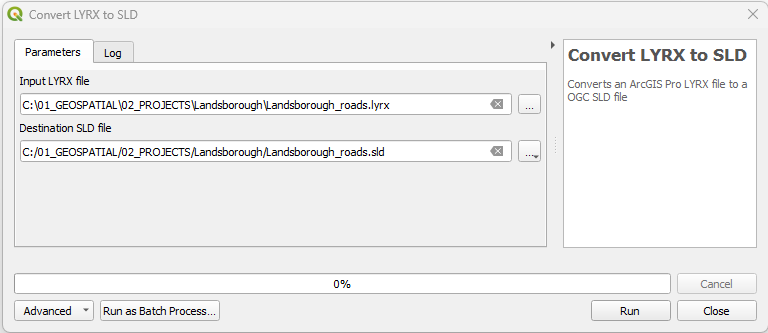 Convert LYRX to SLD
Parameters
Log
Input LYRX file
C:\01_GEOSPATIAL\02_PROJECTS\Landsborough\Landsborough_roads.lyrx
...
Destination SLD file
C:/01_GEOSPATIAL/02_PROJECTS/Landsborough/Landsborough_roads.sld
...
Convert LYRX to SLD
Converts an ArcGIS Pro LYRX file to a
OGC SLD file
0%
Cancel
Advanced
Run as Batch Process...
Run
Close